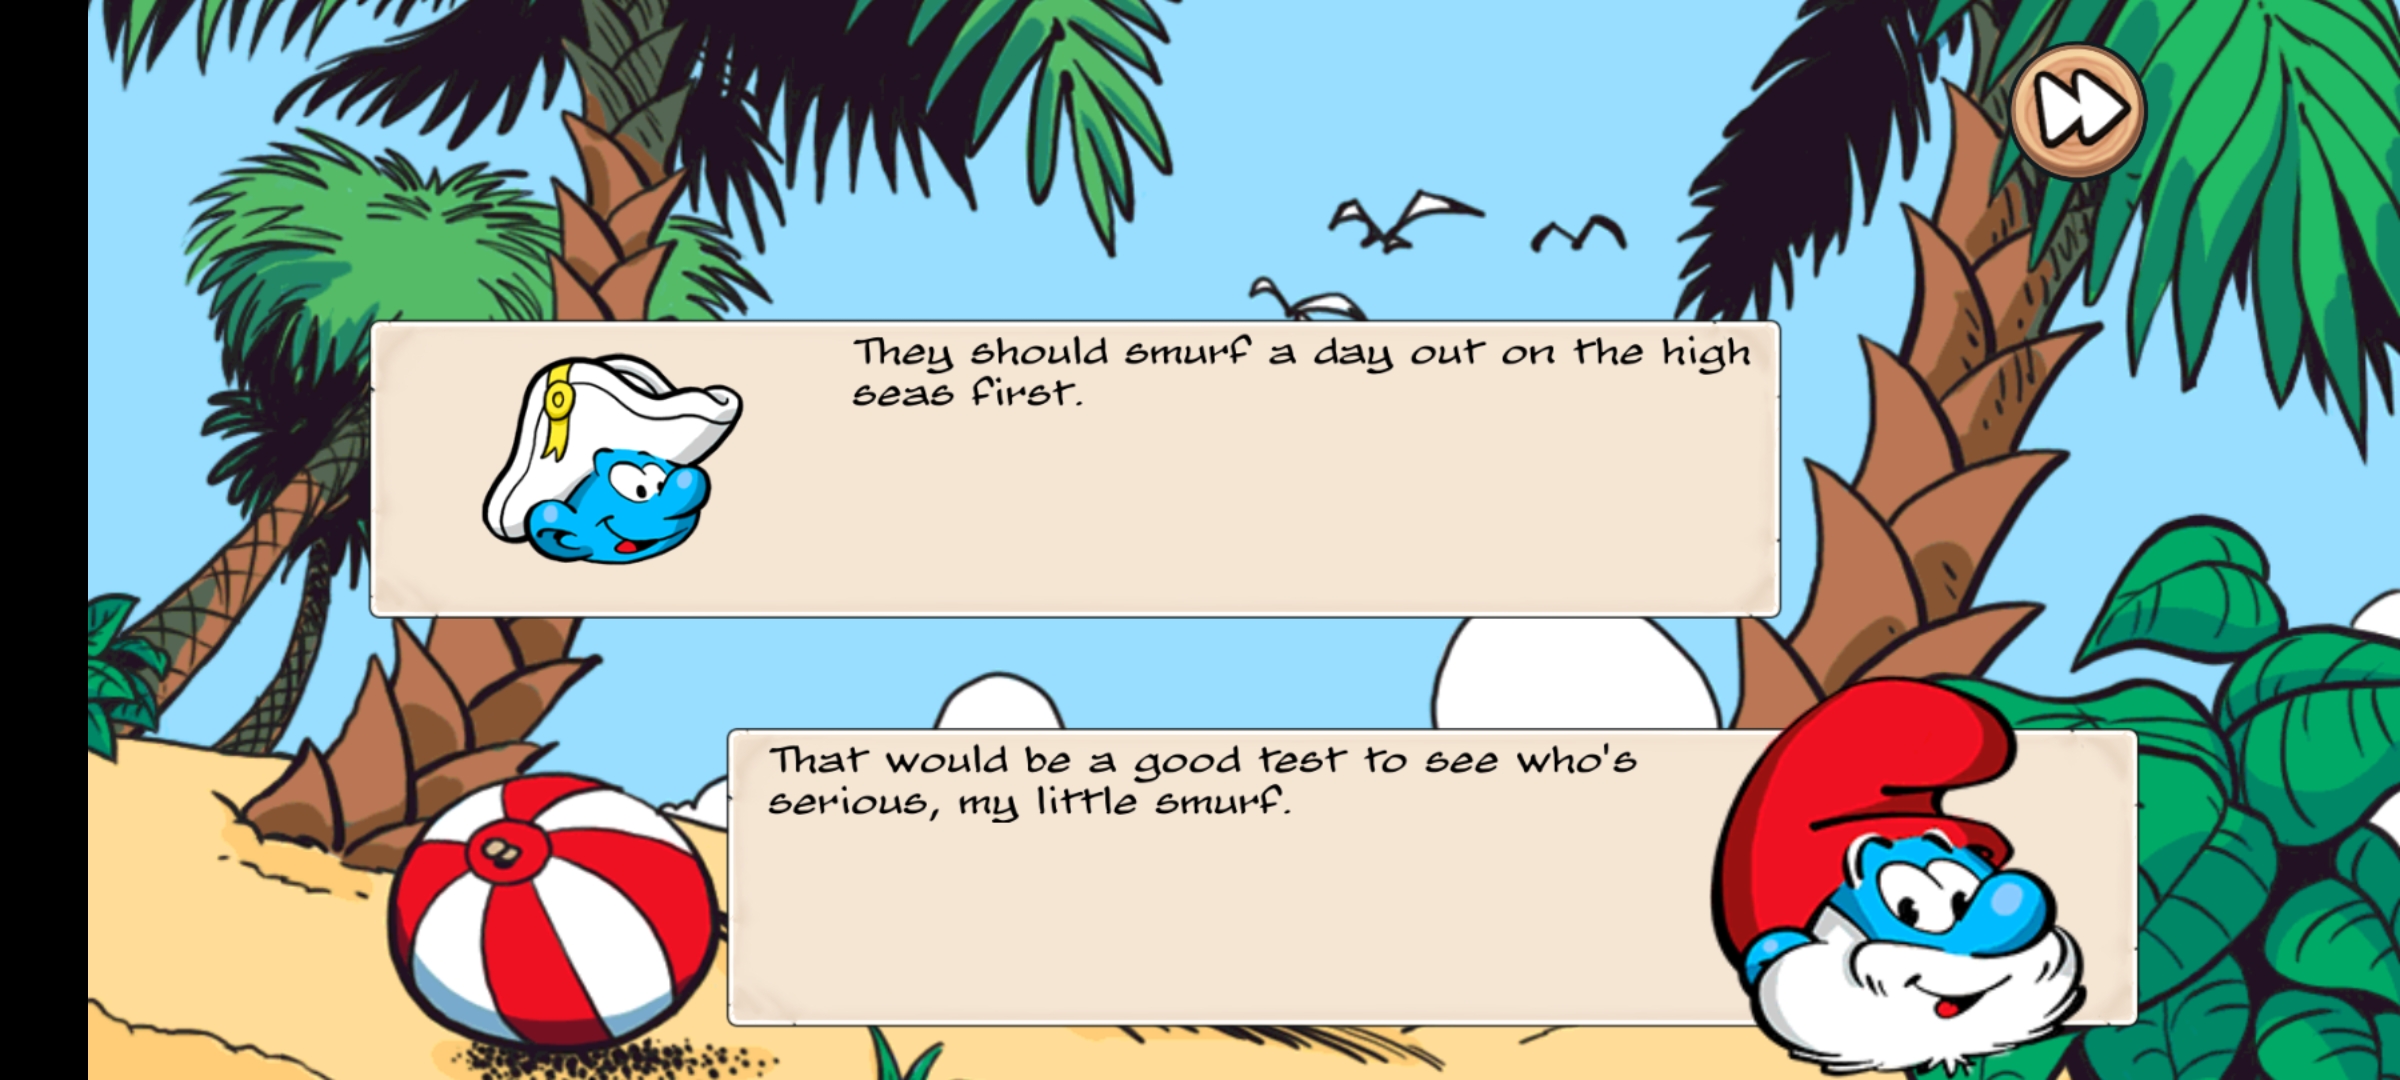 They should smurf a day out on the high
seas first.
That would be a good test to see who's
serious, my little smurf.